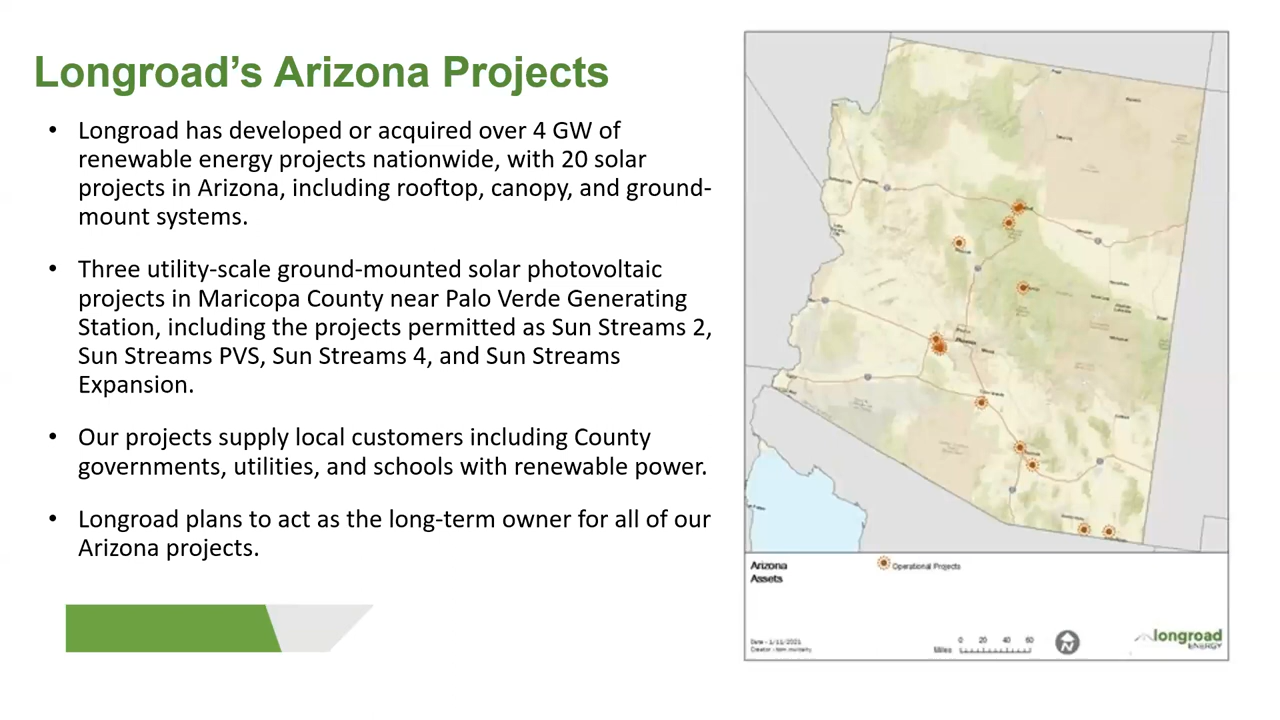 Longroad’s Arizona Projects
• Longroad has developed or acquired over 4 GW of
renewable energy projects nationwide, with 20 solar
projects in Arizona, including rooftop, canopy, and ground-
mount systems.
• Three utility-scale ground-mounted solar photovoltaic
projects in Maricopa County near Palo Verde Generating
Station, including the projects permitted as Sun Streams 2,
Sun Streams PVS, Sun Streams 4, and Sun Streams
Expansion.
• Our projects supply local customers including County
governments, utilities, and schools with renewable power.
• Longroad plans to act as the long-term owner for all of our
Arizona projects.
Arizona
Assets
Operational Projects
Date - 1/11/2021
0 20 40 60
Miles
N
longroad
ENERGY